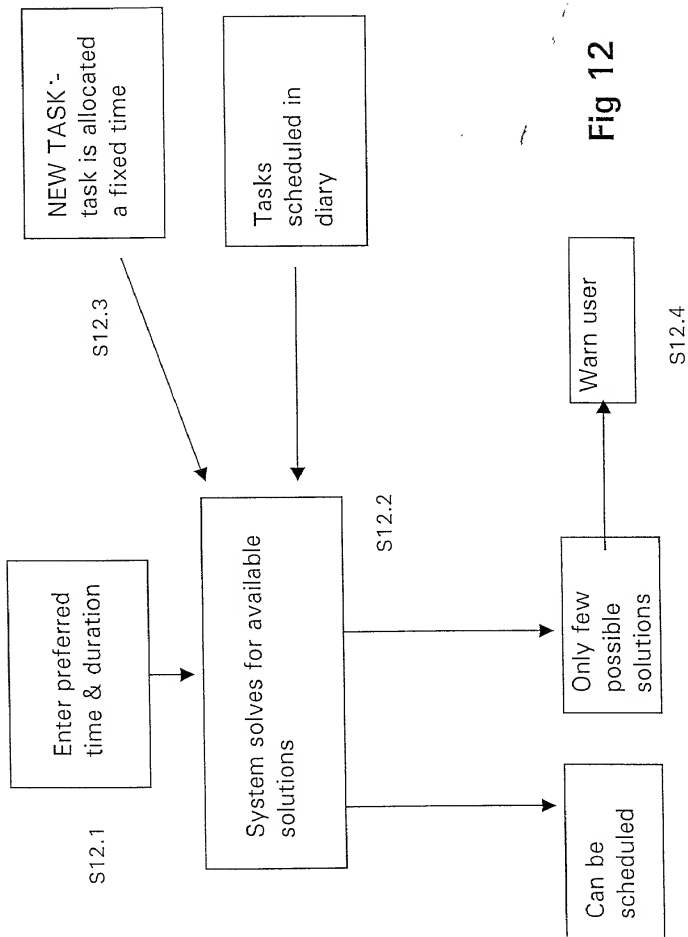 S12.1
Enter preferred
time & duration
NEW TASK:-
task is allocated
a fixed time
S12.3
Tasks
scheduled in
diary
System solves for available
solutions
S12.2
Can be
scheduled
Only few
possible
solutions
Warn user
S12.4
Fig 12